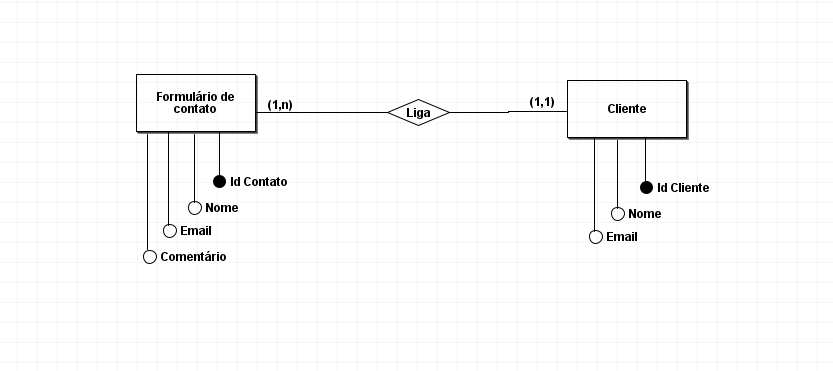 Formulário de
contato
(1,n)
Liga
(1,1)
Cliente
Id Contato
Nome
Email
Comentário
Id Cliente
Nome
Email